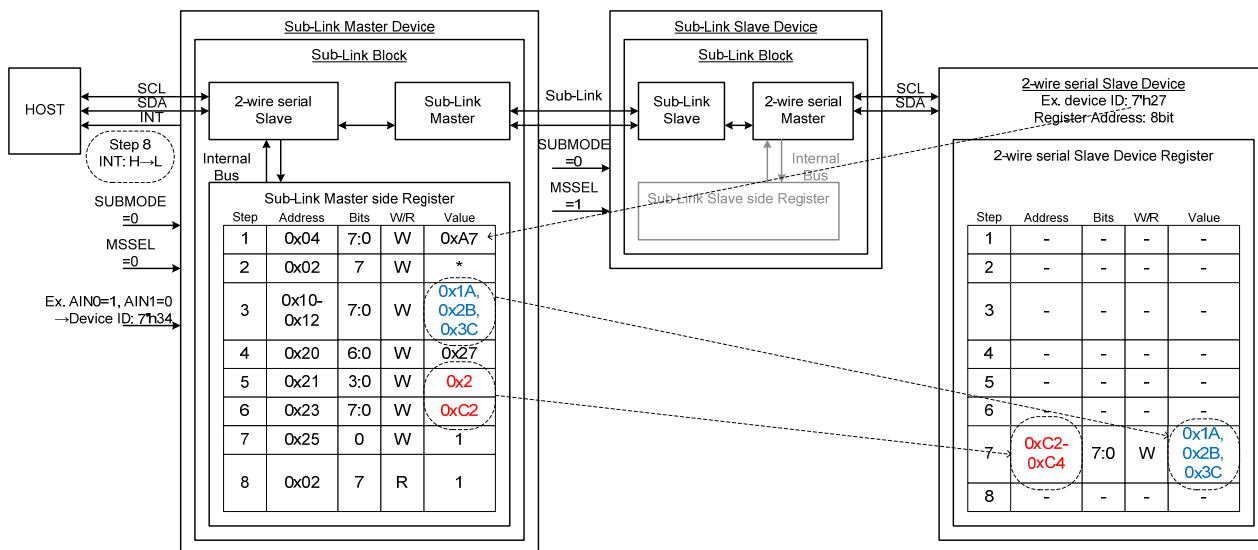 Sub-Link Master Device
Sub-Link Block
Sub-Link Slave Device
Sub-Link Block
HOST
SCL
SDA
INT
Step 8
INT: H→L
SUBMODE
=0
MSSEL
=0
Ex. AIN0=1, AIN1=0
→Device ID: 7'h34
2-wire serial
Slave
Sub-Link
Master
Internal
Bus
Sub-Link
SUBMODE
=0
MSSEL
=1
Sub-Link
Slave
2-wire serial
Master
Internal
Bus
Sub-Link Slave side Register
SCL
SDA
2-wire serial Slave Device
Ex. device ID: 7'h27
Register Address: 8bit
Sub-Link Master side Register
Step Address Bits W/R Value
1 0x04 7:0 W 0xA7
2 0x02 7 W *
3 0x10-0x12 7:0 W 0x1A, 0x2B, 0x3C
4 0x20 6:0 W 0x27
5 0x21 3:0 W 0x2
6 0x23 7:0 W 0xC2
7 0x25 0 W 1
8 0x02 7 R 1
2-wire serial Slave Device Register
Step Address Bits W/R Value
1 - - - -
2 - - - -
3 - - - -
4 - - - -
5 - - - -
6 - - - -
7 0xC2-0xC4 7:0 W 0x1A, 0x2B, 0x3C
8 - - - -